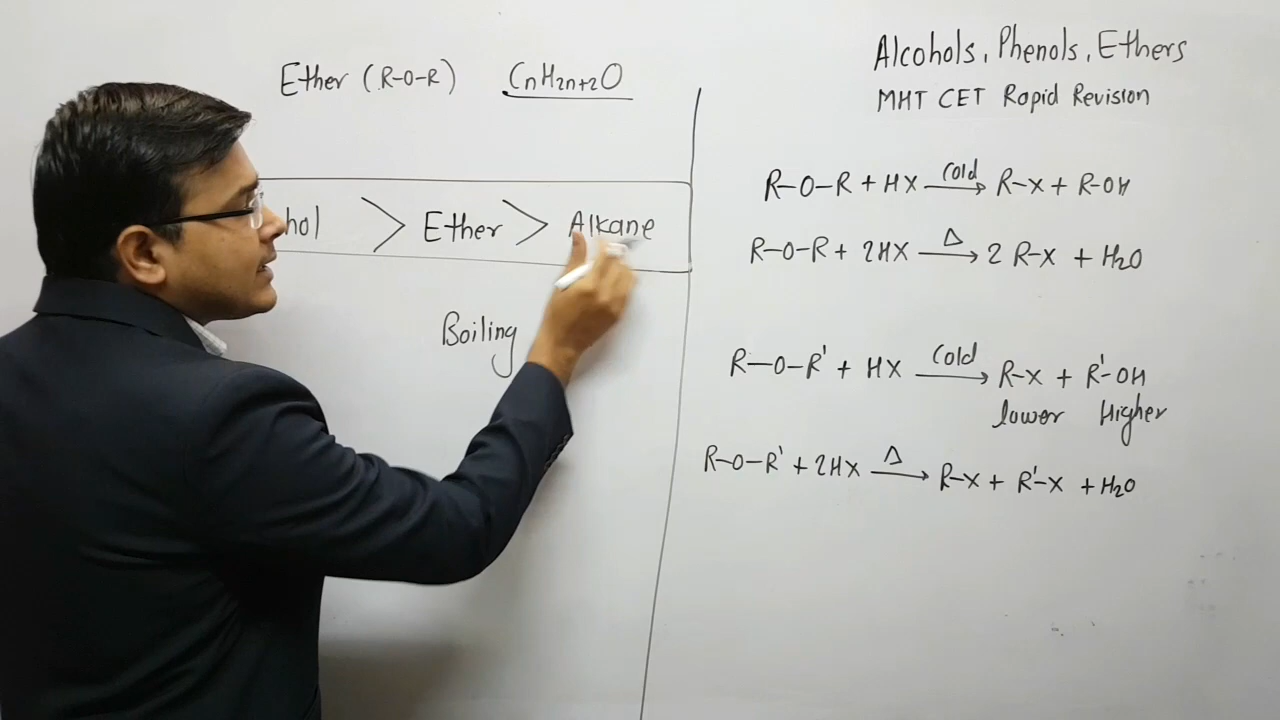 Ether (R-O-R) CnH2n+2O
hol > Ether > Alkane
Boiling
Alcohols, Phenols, Ethers
MHT CET Rapid Revision
R-O-R + HX cold → R-X + R-OH
R-O-R + 2HX Δ → 2 R-X + H2O
R-O-R' + HX cold → R-X + R'-OH
lower Higher
R-O-R' + 2HX Δ → R-X + R'-X + H2O